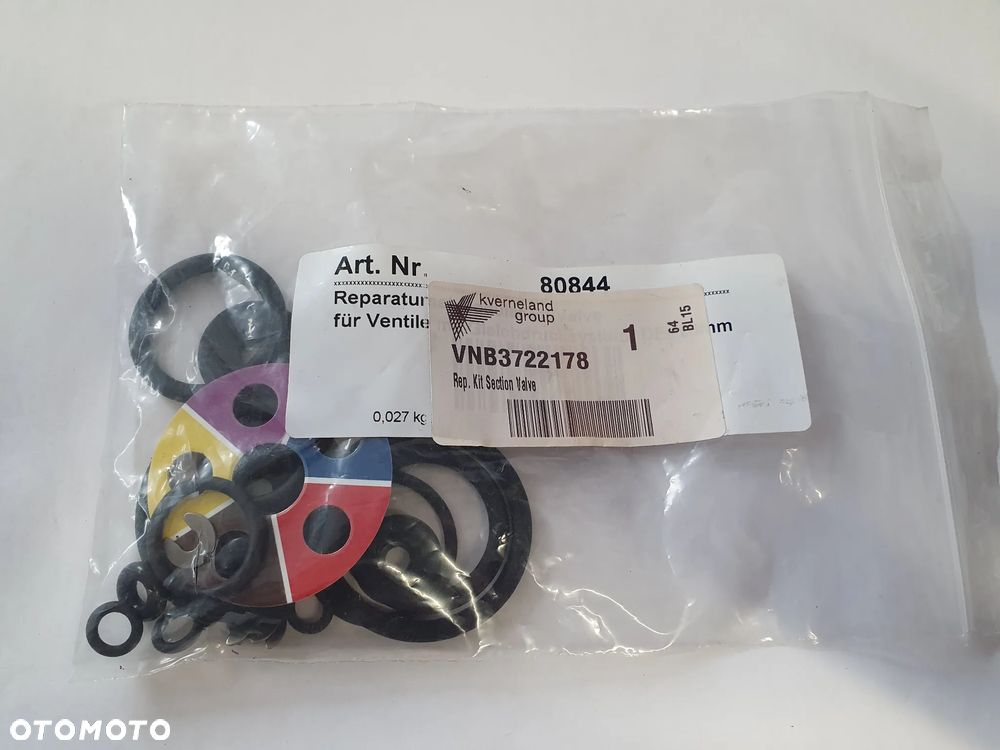 Art. Nr.
80844
Reparatur
für Ventile
mm
0,027 kg
kverneland
group
1
64
BL15
VNB3722178
Rep. Kit Section Valve
OTOMOTO